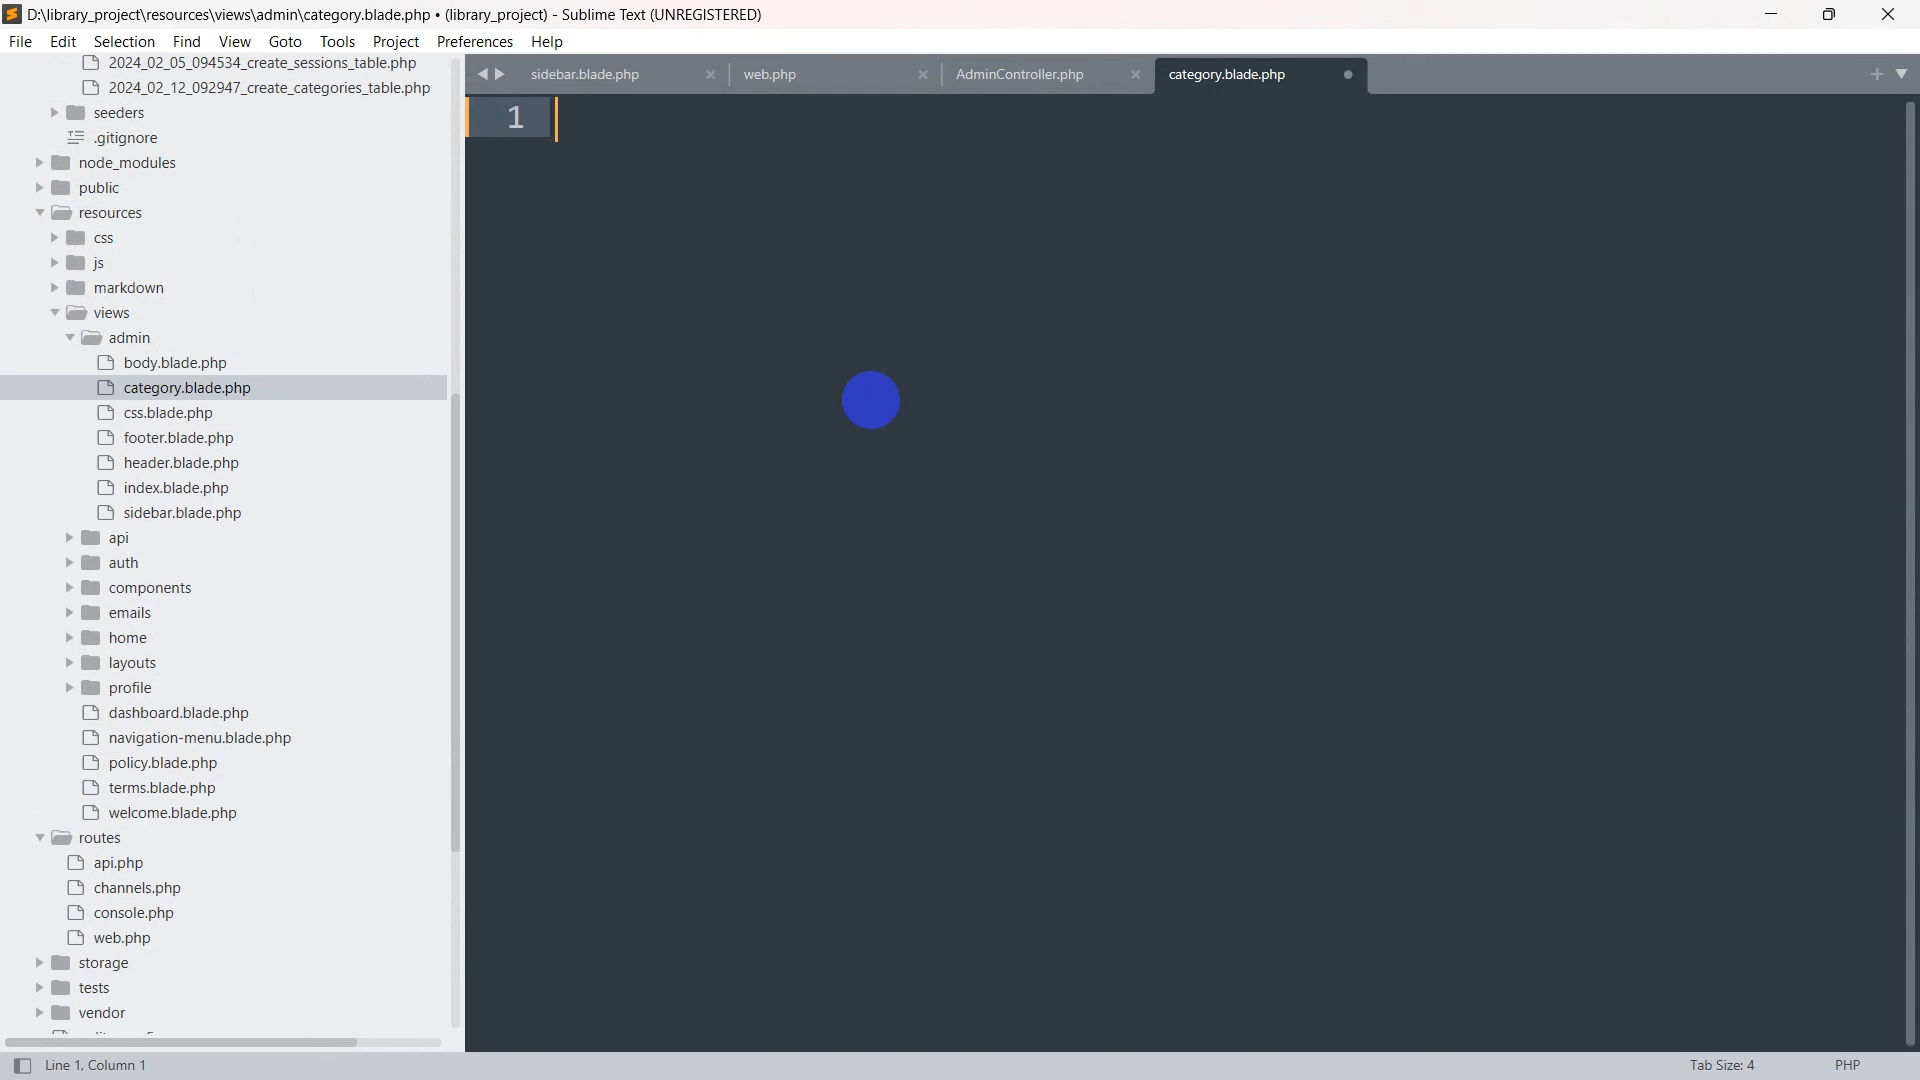 D:\library_project\resources\views\admin\category.blade.php • (library_project) - Sublime Text (UNREGISTERED)
File Edit Selection Find View Goto Tools Project Preferences Help
2024_02_05_094534_create_sessions_table.php
2024_02_12_092947_create_categories_table.php
seeders
.gitignore
node_modules
public
resources
css
js
markdown
views
admin
body.blade.php
category.blade.php
css.blade.php
footer.blade.php
header.blade.php
index.blade.php
sidebar.blade.php
api
auth
components
emails
home
layouts
profile
dashboard.blade.php
navigation-menu.blade.php
policy.blade.php
terms.blade.php
welcome.blade.php
routes
api.php
channels.php
console.php
web.php
storage
tests
vendor
sidebar.blade.php web.php AdminController.php category.blade.php
1
Line 1, Column 1 Tab Size: 4 PHP